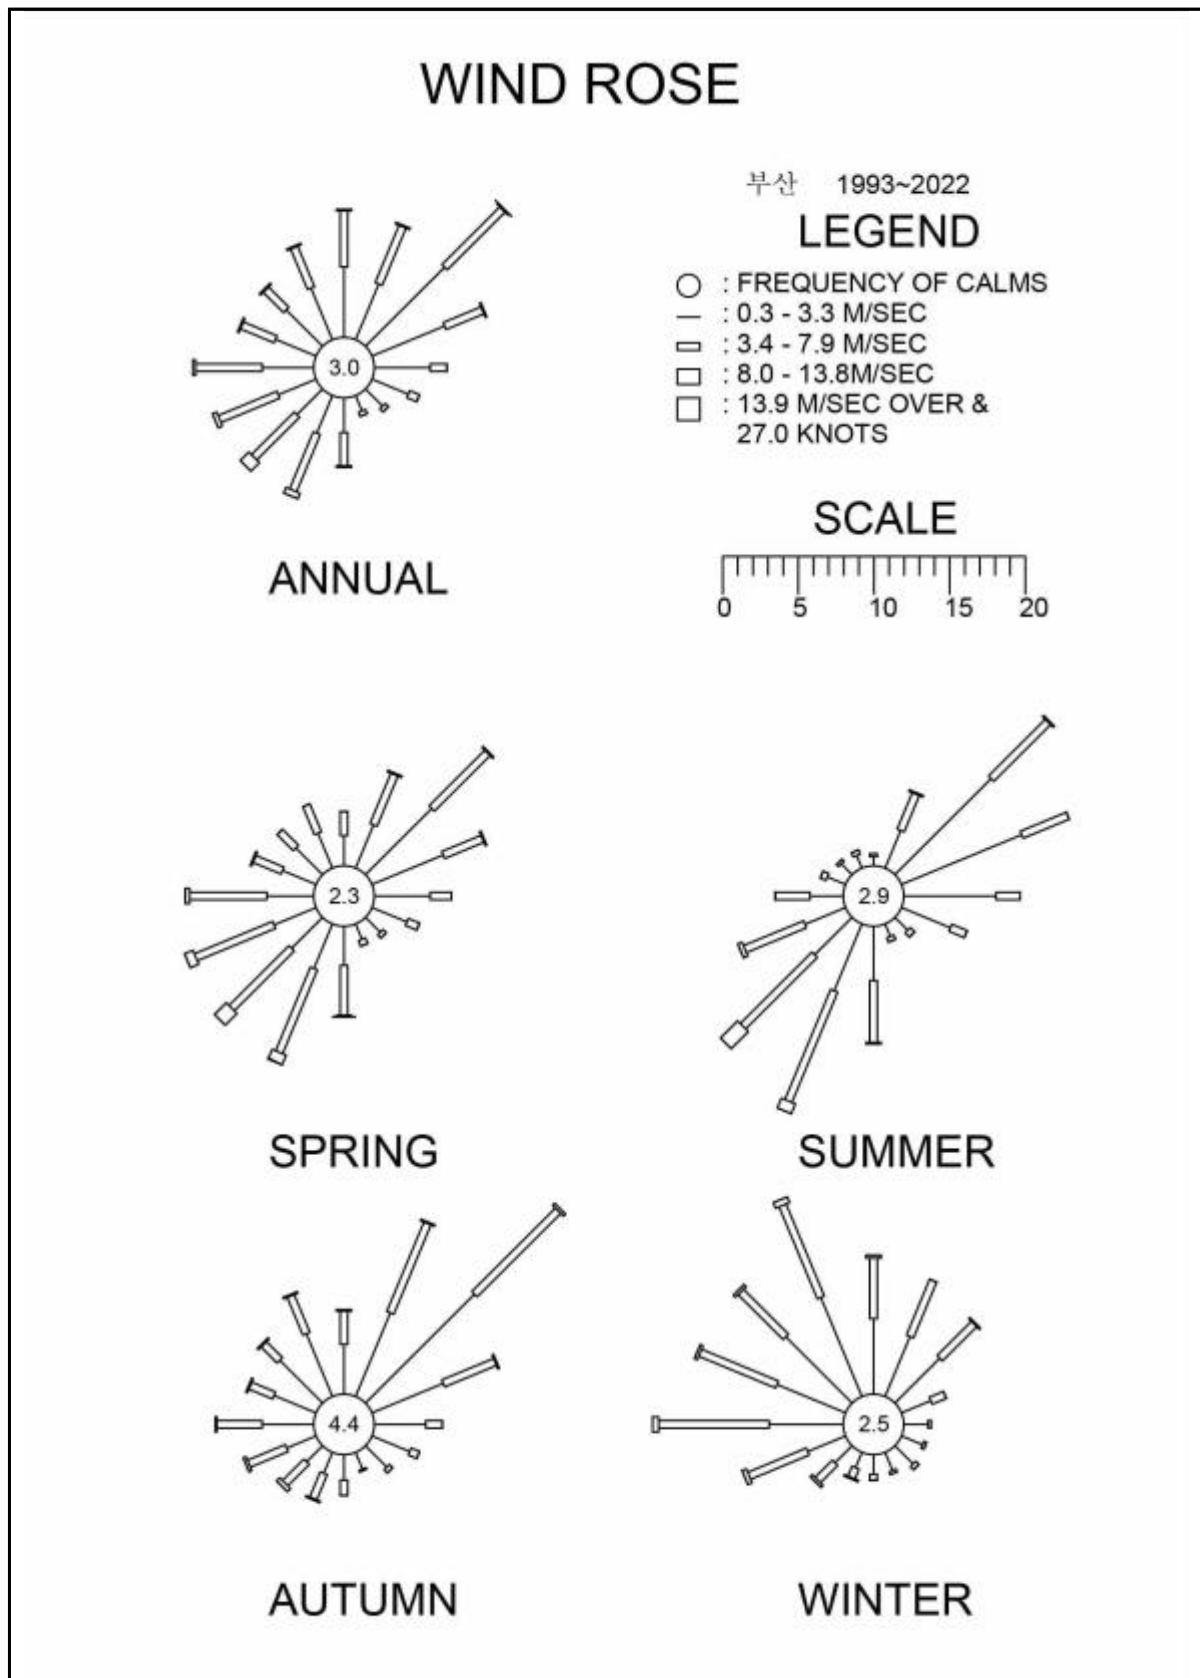 WIND ROSE
부산 1993~2022
LEGEND
: FREQUENCY OF CALMS
: 0.3 - 3.3 M/SEC
: 3.4 - 7.9 M/SEC
: 8.0 - 13.8M/SEC
: 13.9 M/SEC OVER &
27.0 KNOTS
3.0
ANNUAL
SCALE
0 5 10 15 20
2.3
2.9
SPRING
SUMMER
4.4
2.5
AUTUMN
WINTER